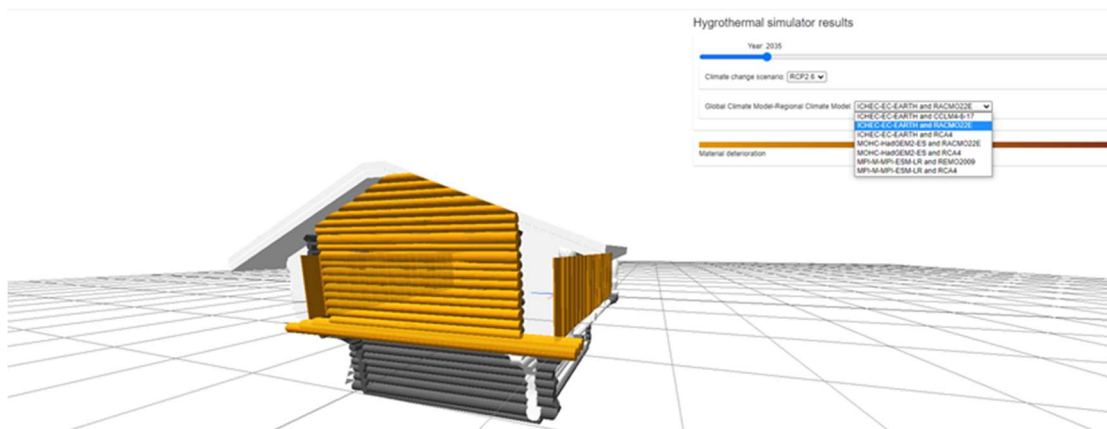 Hygrothermal simulator results
Year: 2035
Climate change scenario: RCP2.6
Global Climate Model-Regional Climate Model: ICHEC-EC-EARTH and RACMO22E
ICHEC-EC-EARTH and CCLM4-8-17
ICHEC-EC-EARTH and RACMO22E
ICHEC-EC-EARTH and RCA4
MOHC-HadGEM2-ES and RACMO22E
MOHC-HadGEM2-ES and RCA4
MPI-M-MPI-ESM-LR and REMO2009
MPI-M-MPI-ESM-LR and RCA4
Material deterioration